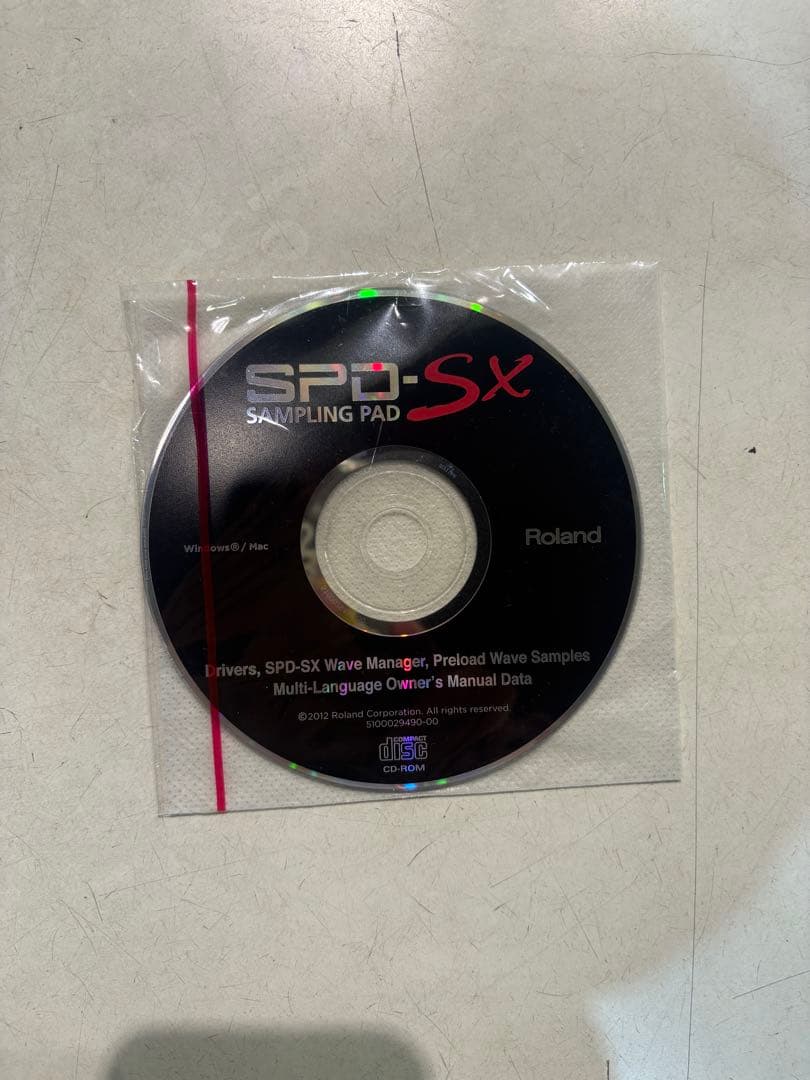 SPD-SX
SAMPLING PAD
Windows® / Mac
Roland
Drivers, SPD-SX Wave Manager, Preload Wave Samples
Multi-Language Owner's Manual Data
©2012 Roland Corporation. All rights reserved.
5100029490-00
COMPACT
disc
CD-ROM